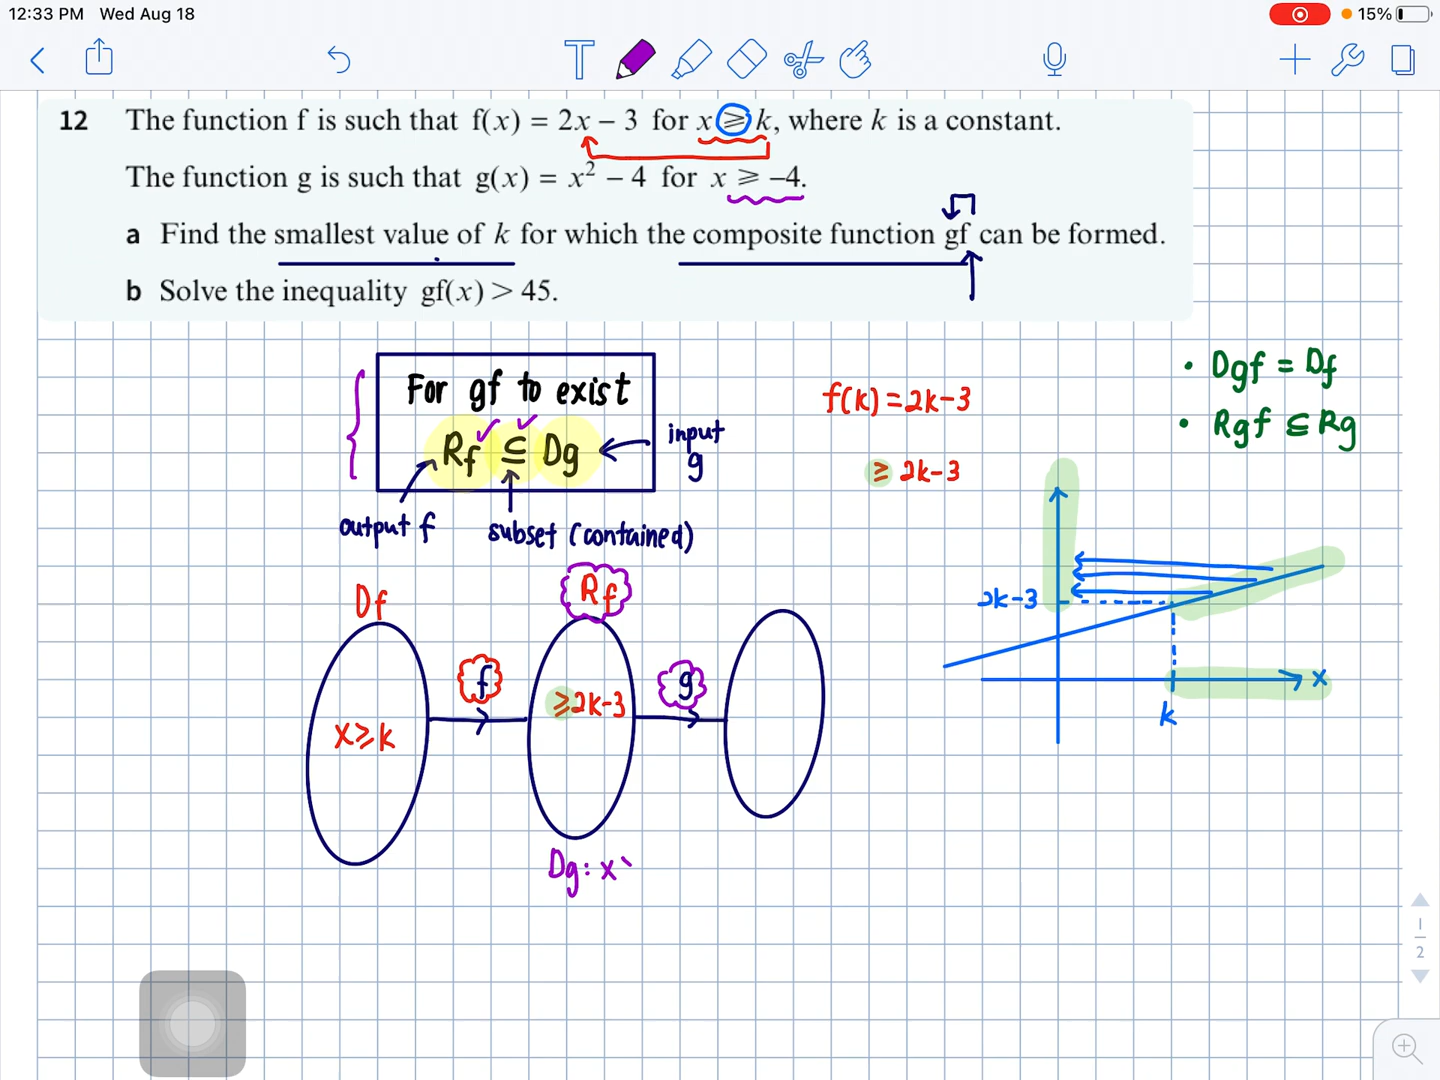 12:33 PM Wed Aug 18
15%
12 The function f is such that f(x) = 2x − 3 for x ⩾ k, where k is a constant.
The function g is such that g(x) = x² − 4 for x ⩾ −4.
a Find the smallest value of k for which the composite function gf can be formed.
b Solve the inequality gf(x) > 45.
For gf to exist
Rf ⊆ Dg
input
g
output f
subset (contained)
f(k) = 2k-3
⩾ 2k-3
• Dgf = Df
• Rgf ⊆ Rg
2k-3
x
k
Df
Rf
f
g
x⩾k
⩾2k-3
Dg: x
1
2